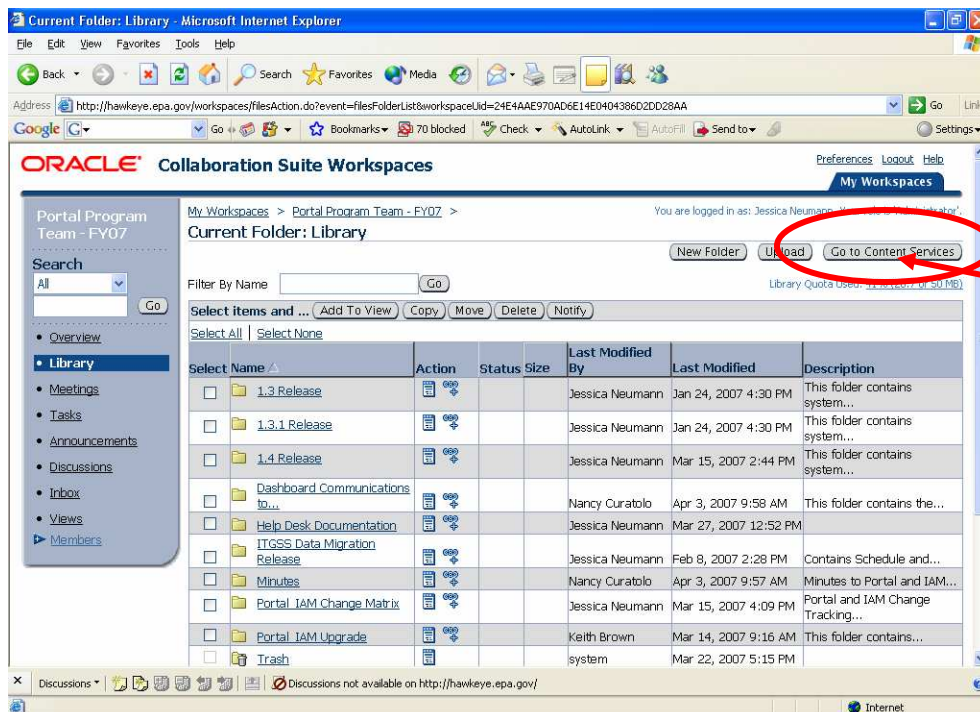 Current Folder: Library - Microsoft Internet Explorer
File Edit View Favorites Tools Help
Back Search Favorites Media
Address http://hawkeye.epa.gov/workspaces/filesAction.do?event=filesFolderList&workspaceUid=24E4AAE970AD6E14E0404386D2DD28AA Go Link
Google G Go Bookmarks 70 blocked ABC Check AutoLink AutoFill Send to Settings
ORACLE Collaboration Suite Workspaces
Preferences Logout Help
My Workspaces
Portal Program Team - FY07
Search
All
Go
Overview
Library
Meetings
Tasks
Announcements
Discussions
Inbox
Views
Members
My Workspaces > Portal Program Team - FY07 >
You are logged in as: Jessica Neumann.
Current Folder: Library
New Folder Upload Go to Content Services
Filter By Name Go
Library Quota Used: of 50 MB)
Select items and ... Add To View Copy Move Delete Notify
Select All | Select None
Select Name Action Status Size Last Modified By Last Modified Description
1.3 Release Jessica Neumann Jan 24, 2007 4:30 PM This folder contains system...
1.3.1 Release Jessica Neumann Jan 24, 2007 4:30 PM This folder contains system...
1.4 Release Jessica Neumann Mar 15, 2007 2:44 PM This folder contains system...
Dashboard Communications to... Nancy Curatolo Apr 3, 2007 9:58 AM This folder contains the...
Help Desk Documentation Jessica Neumann Mar 27, 2007 12:52 PM
ITGSS Data Migration Release Jessica Neumann Feb 8, 2007 2:28 PM Contains Schedule and...
Minutes Nancy Curatolo Apr 3, 2007 9:57 AM Minutes to Portal and IAM...
Portal IAM Change Matrix Jessica Neumann Mar 15, 2007 4:09 PM Portal and IAM Change Tracking...
Portal IAM Upgrade Keith Brown Mar 14, 2007 9:16 AM This folder contains...
Trash system Mar 22, 2007 5:15 PM
Discussions Discussions not available on http://hawkeye.epa.gov/
Internet